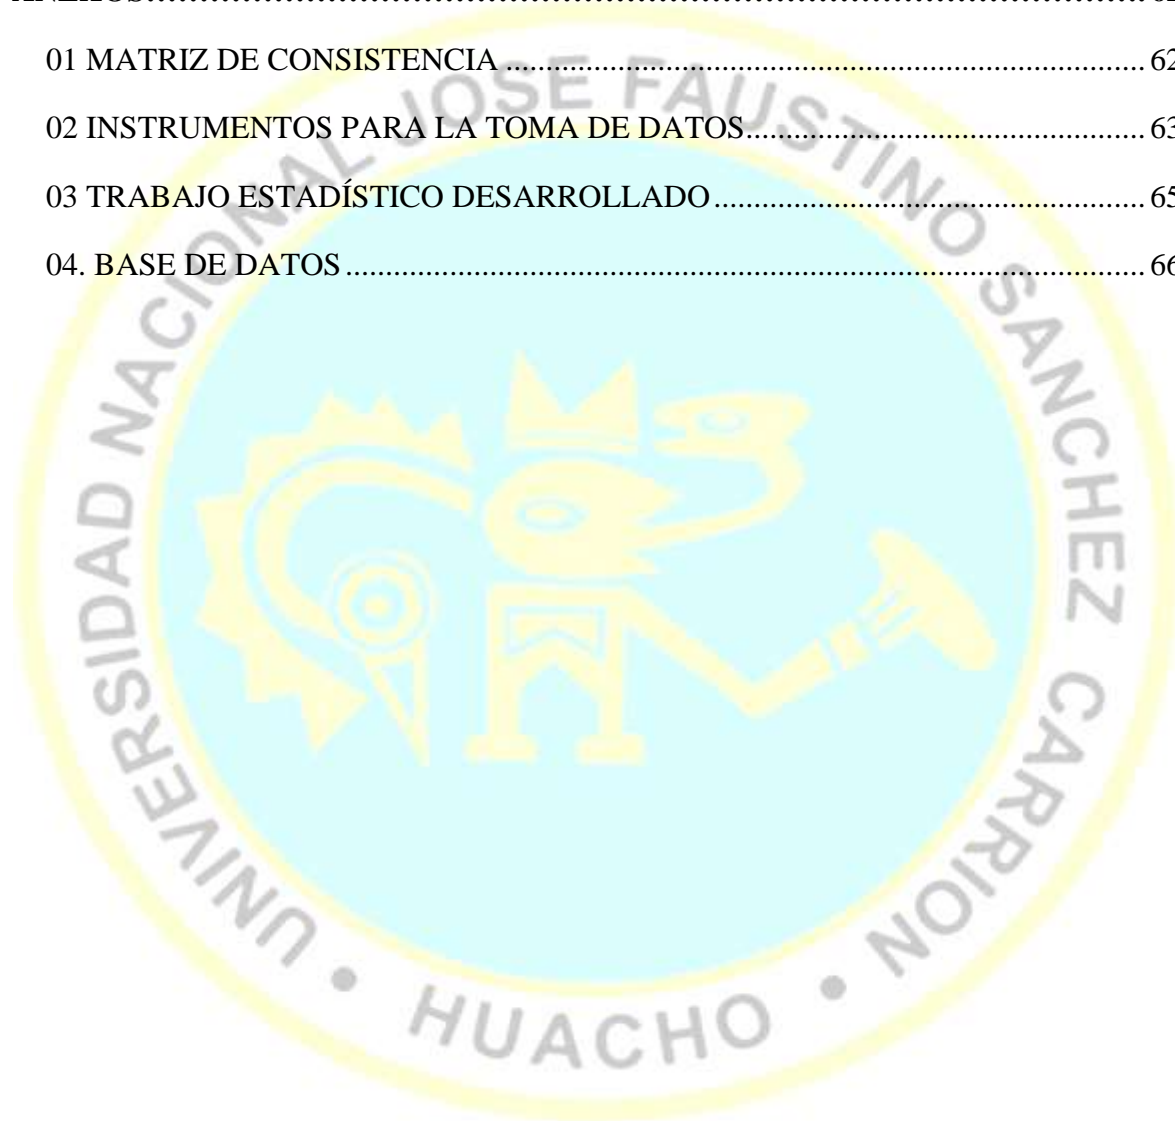 01 MATRIZ DE CONSISTENCIA ........................................................................ 62
02 INSTRUMENTOS PARA LA TOMA DE DATOS ............................................. 63
03 TRABAJO ESTADÍSTICO DESARROLLADO ................................................ 65
04. BASE DE DATOS ....................................................................................... 66
UNIVERSIDAD NACIONAL JOSE FAUSTINO SANCHEZ CARRION • HUACHO •